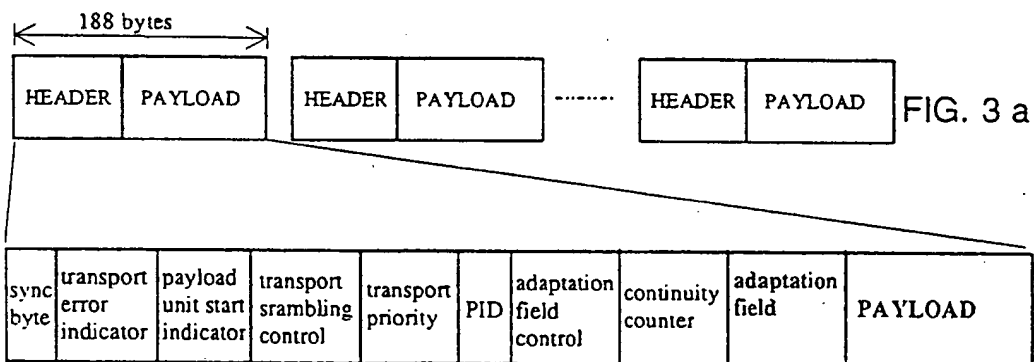 188 bytes
HEADER PAYLOAD HEADER PAYLOAD HEADER PAYLOAD
FIG. 3 a
sync
byte
transport
error
indicator
payload
unit start
indicator
transport
srambling
control
transport
priority
PID
adaptation
field
control
continuity
counter
adaptation
field
PAYLOAD